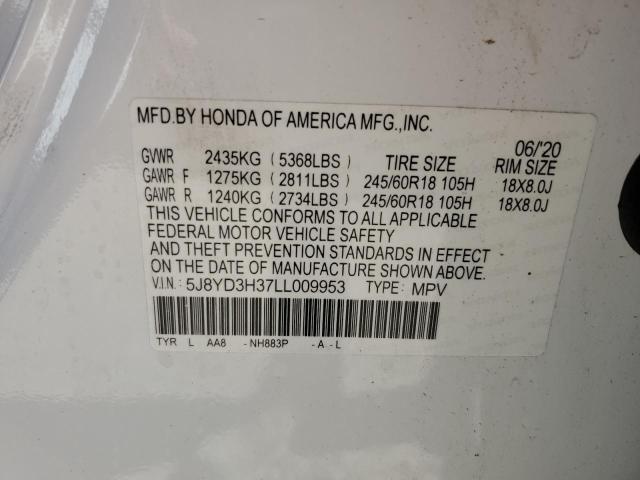 MFD.BY HONDA OF AMERICA MFG.,INC.
06/'20
GVWR 2435KG (5368LBS) TIRE SIZE RIM SIZE
GAWR F 1275KG (2811LBS) 245/60R18 105H 18X8.0J
GAWR R 1240KG (2734LBS) 245/60R18 105H 18X8.0J
THIS VEHICLE CONFORMS TO ALL APPLICABLE
FEDERAL MOTOR VEHICLE SAFETY
AND THEFT PREVENTION STANDARDS IN EFFECT
ON THE DATE OF MANUFACTURE SHOWN ABOVE.
V.I.N: 5J8YD3H37LL009953 TYPE: MPV
TYR L AA8 -NH883P -A-L